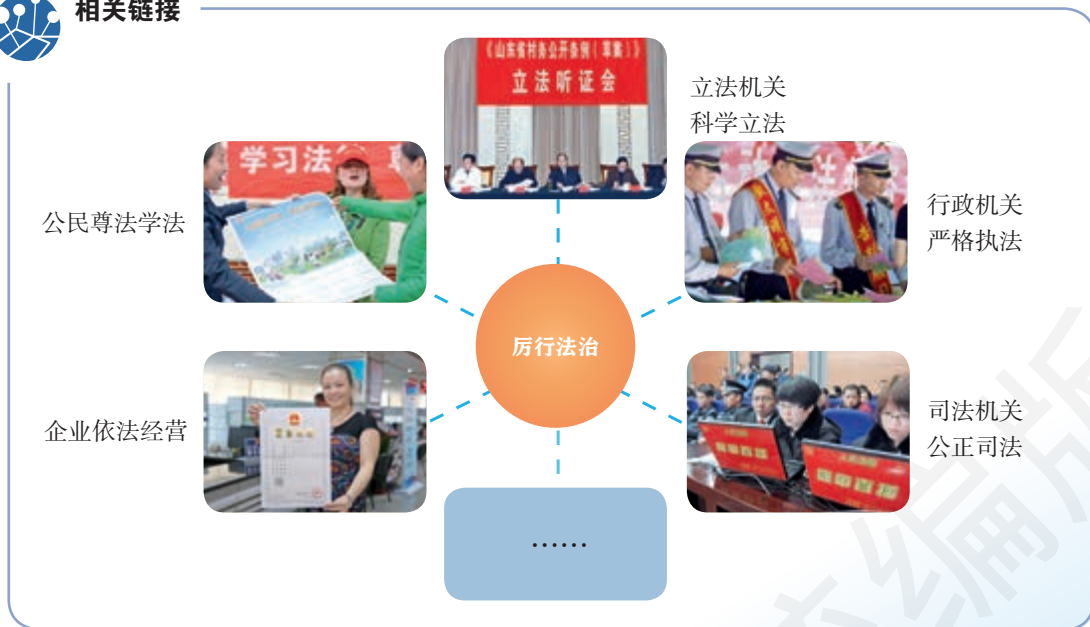 相关链接
《山东省村务公开条例(草案)》
立法听证会
立法机关
科学立法
学习法
公民尊法学法
行政机关
严格执法
厉行法治
企业依法经营
司法机关
公正司法
……